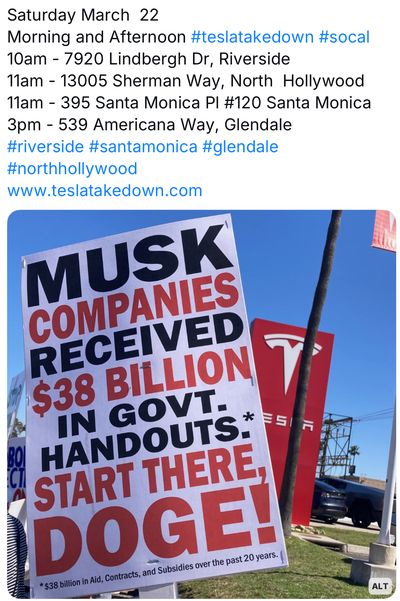 Saturday March  22
Morning and Afternoon #teslatakedown #socal
10am - 7920 Lindbergh Dr, Riverside
11am - 13005 Sherman Way, North  Hollywood
11am - 395 Santa Monica Pl #120 Santa Monica
3pm - 539 Americana Way, Glendale
#riverside #santamonica #glendale
#northhollywood
www.teslatakedown.com
MUSK
COMPANIES
RECEIVED
$38 BILLION
IN GOVT.
HANDOUTS.*
START THERE,
DOGE!
*$38 billion in Aid, Contracts, and Subsidies over the past 20 years.
TESLA
ALT